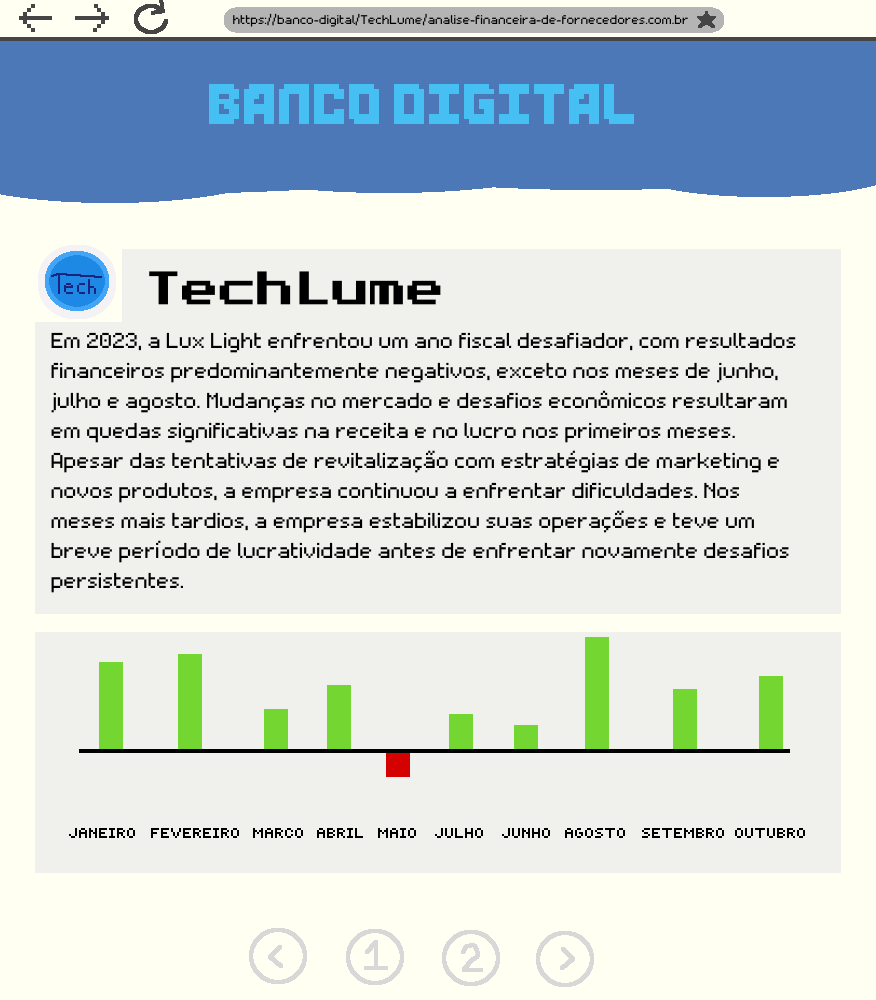 https://banco-digital/TechLume/analise-financeira-de-fornecedores.com.br
BANCO DIGITAL
Tech
TechLume
Em 2023, a Lux Light enfrentou um ano fiscal desafiador, com resultados
financeiros predominantemente negativos, exceto nos meses de junho,
julho e agosto. Mudanças no mercado e desafios econômicos resultaram
em quedas significativas na receita e no lucro nos primeiros meses.
Apesar das tentativas de revitalização com estratégias de marketing e
novos produtos, a empresa continuou a enfrentar dificuldades. Nos
meses mais tardios, a empresa estabilizou suas operações e teve um
breve período de lucratividade antes de enfrentar novamente desafios
persistentes.
JANEIRO FEVEREIRO MARCO ABRIL MAIO JULHO JUNHO AGOSTO SETEMBRO OUTUBRO
< 1 2 >